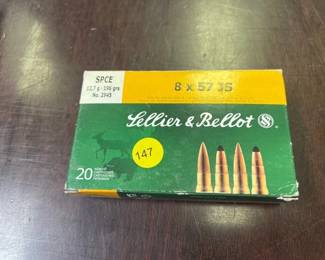 SPCE
12,7 g - 196 grs
No. 2945
8 x 57 JS
Sellier & Bellot
S
147
20